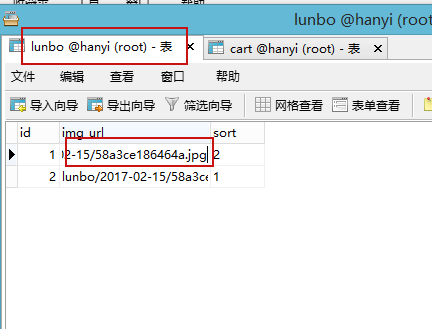 lunbo @hanyi (root)
lunbo @hanyi (root) - 表
cart @hanyi (root) - 表
文件 编辑 查看 窗口 帮助
导入向导 导出向导 筛选向导 网格查看 表单查看
id img_url sort
1 02-15/58a3ce186464a.jpg 2
2 lunbo/2017-02-15/58a3ce 1